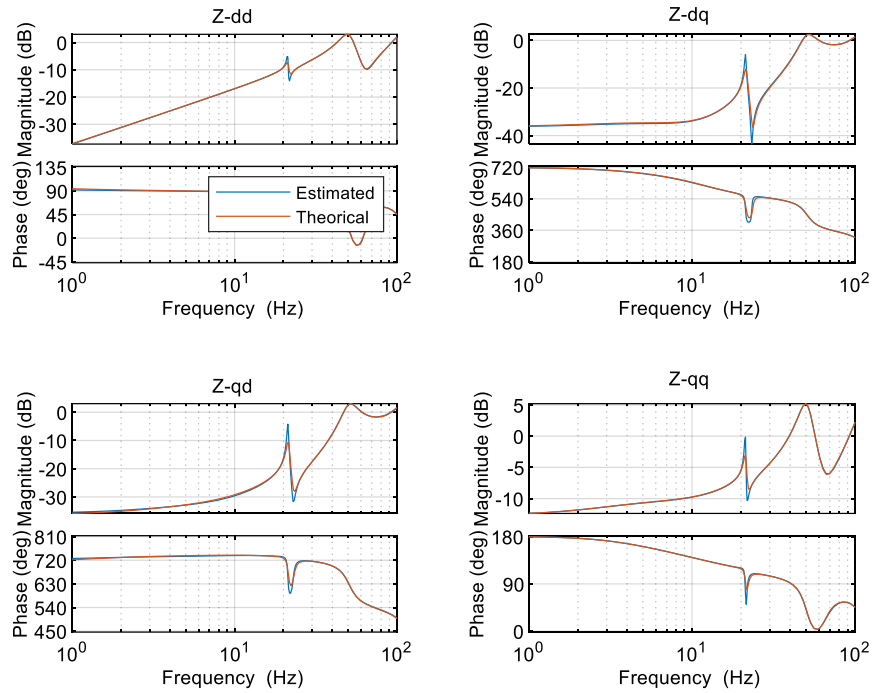 Z-dd
Magnitude (dB)
0
-10
-20
-30
Phase (deg)
135
90
45
0
-45
Estimated
Theorical
10^0
10^1
10^2
Frequency (Hz)
Z-dq
Magnitude (dB)
0
-20
-40
Phase (deg)
720
540
360
180
10^0
10^1
10^2
Frequency (Hz)
Z-qd
Magnitude (dB)
0
-10
-20
-30
Phase (deg)
810
720
630
540
450
10^0
10^1
10^2
Frequency (Hz)
Z-qq
Magnitude (dB)
5
0
-5
-10
Phase (deg)
180
90
0
10^0
10^1
10^2
Frequency (Hz)